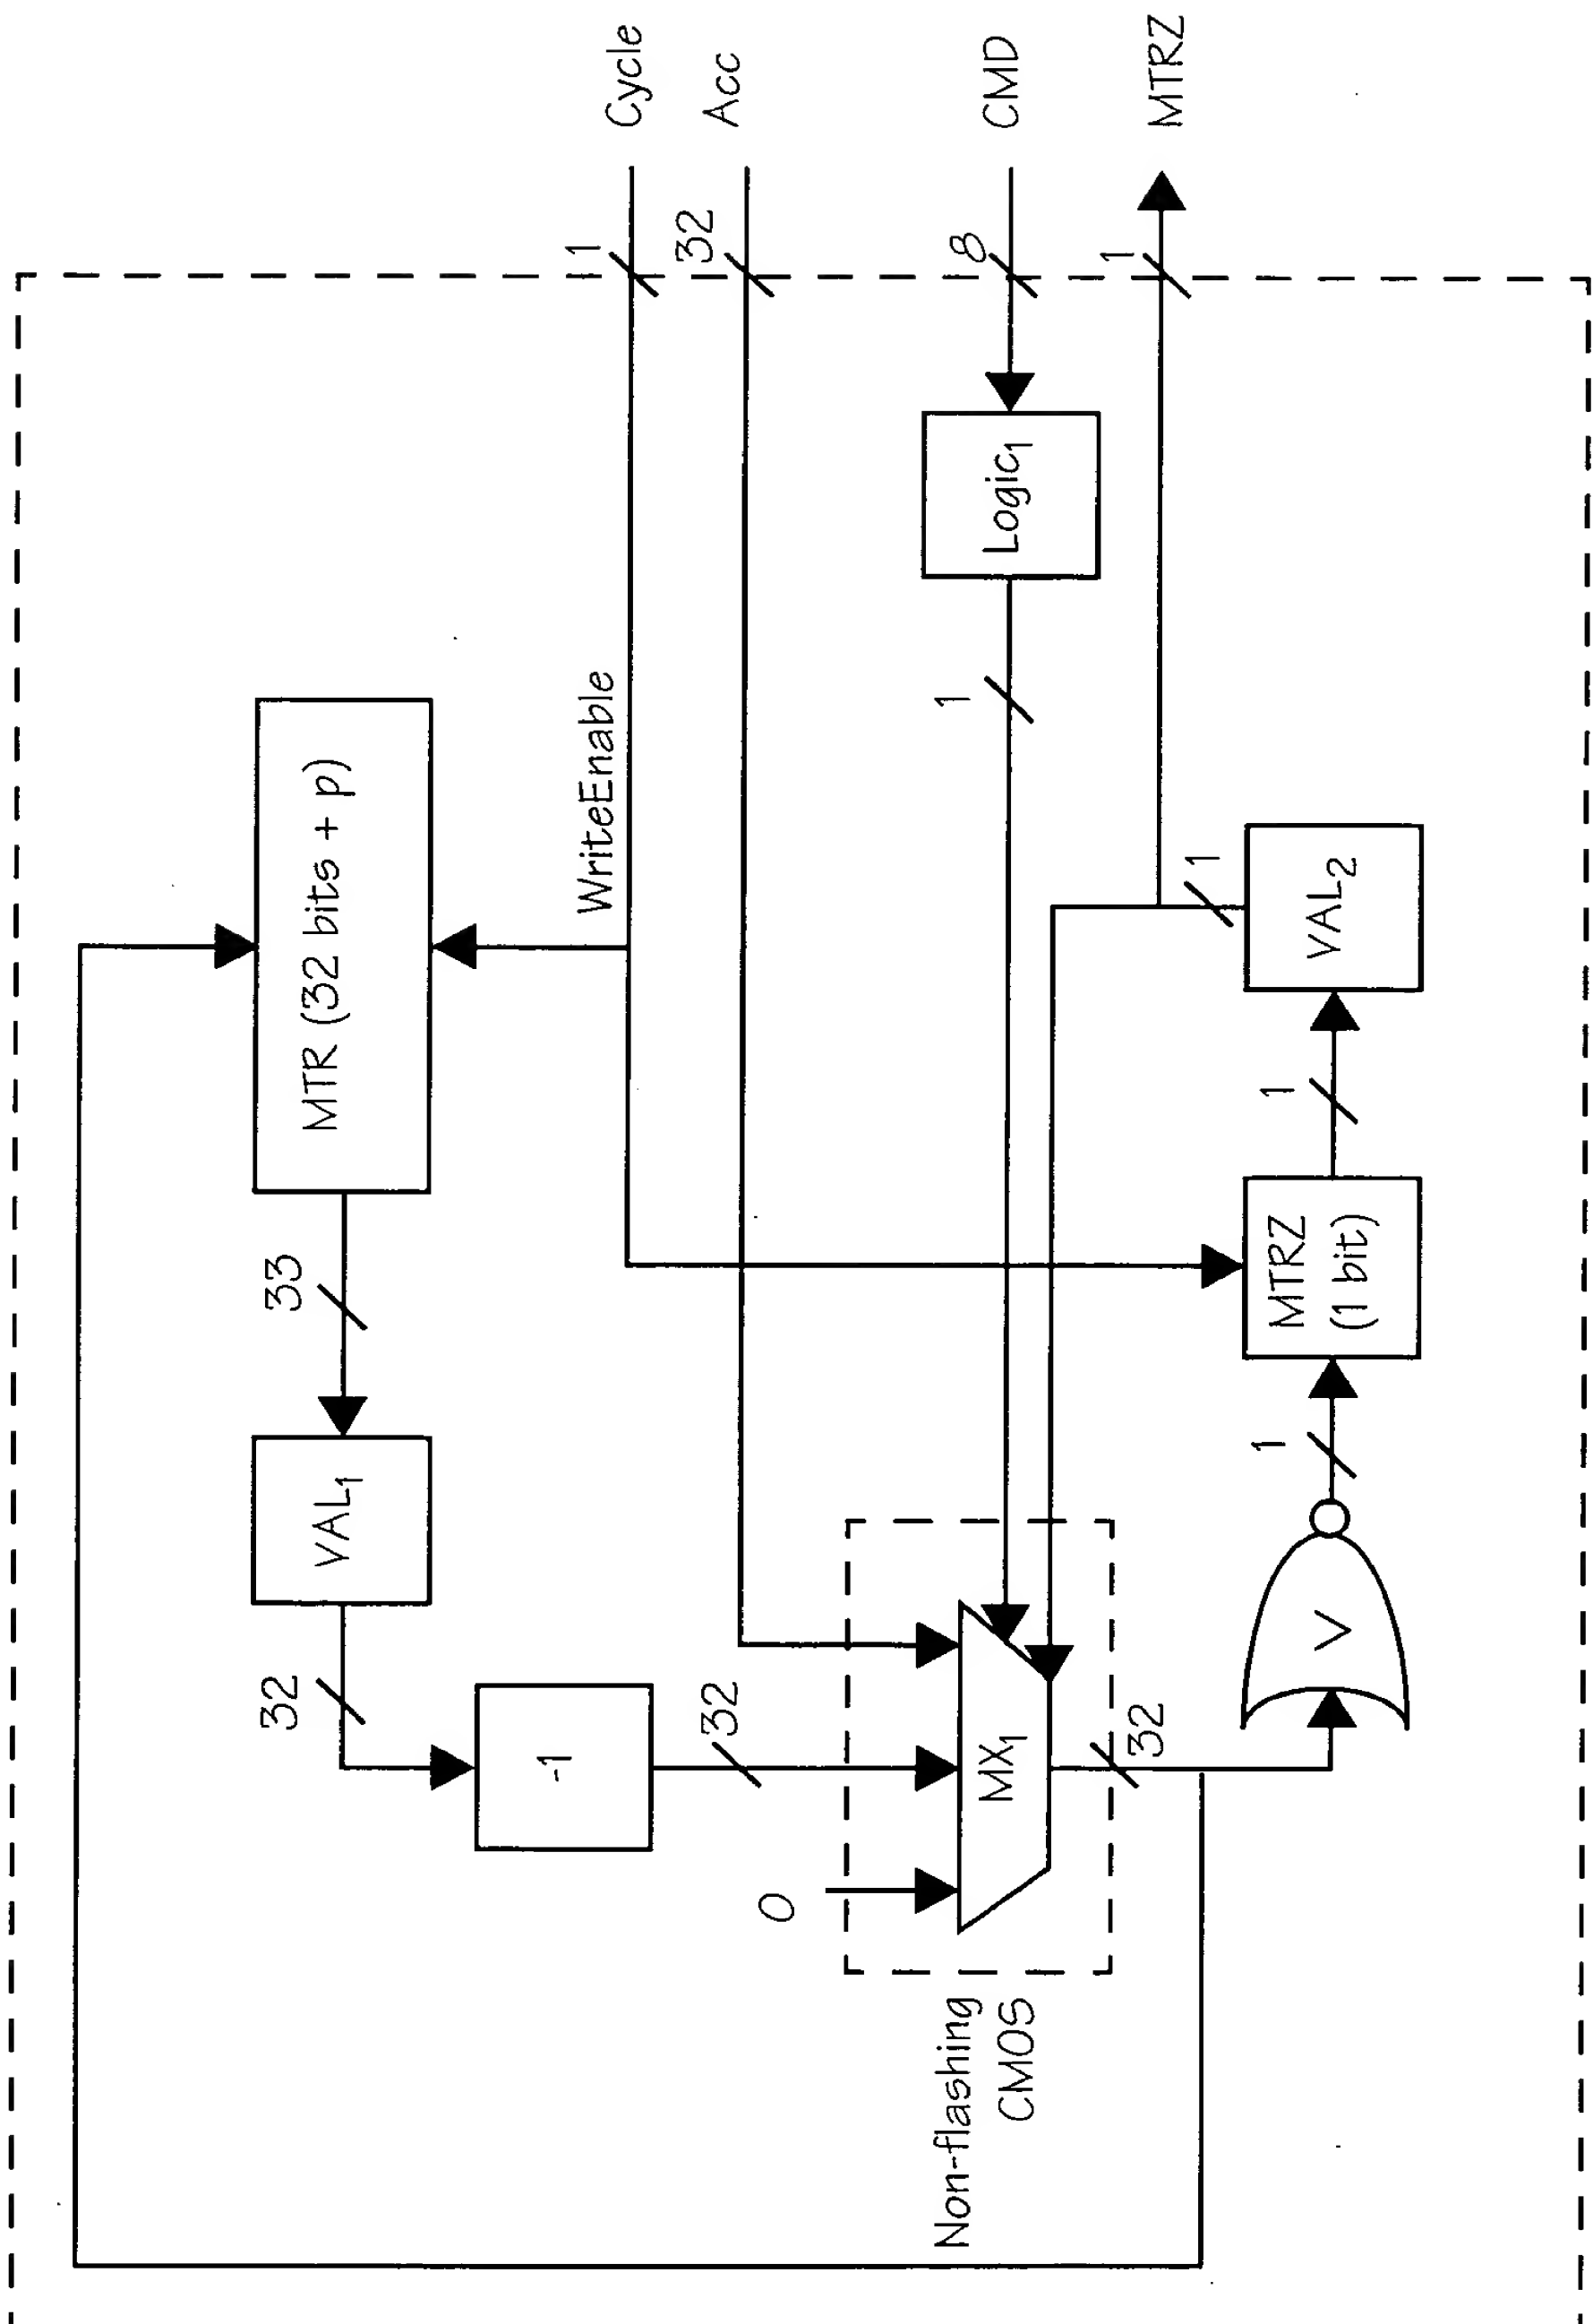 Cycle
Acc
CMD
MTRZ
1
32
8
1
Logic1
1
WriteEnable
MTR (32 bits + p)
VAL2
1
1
MTRZ
(1 bit)
1
33
VAL1
32
-1
32
0
MX1
32
V
Non-flashing
CMOS